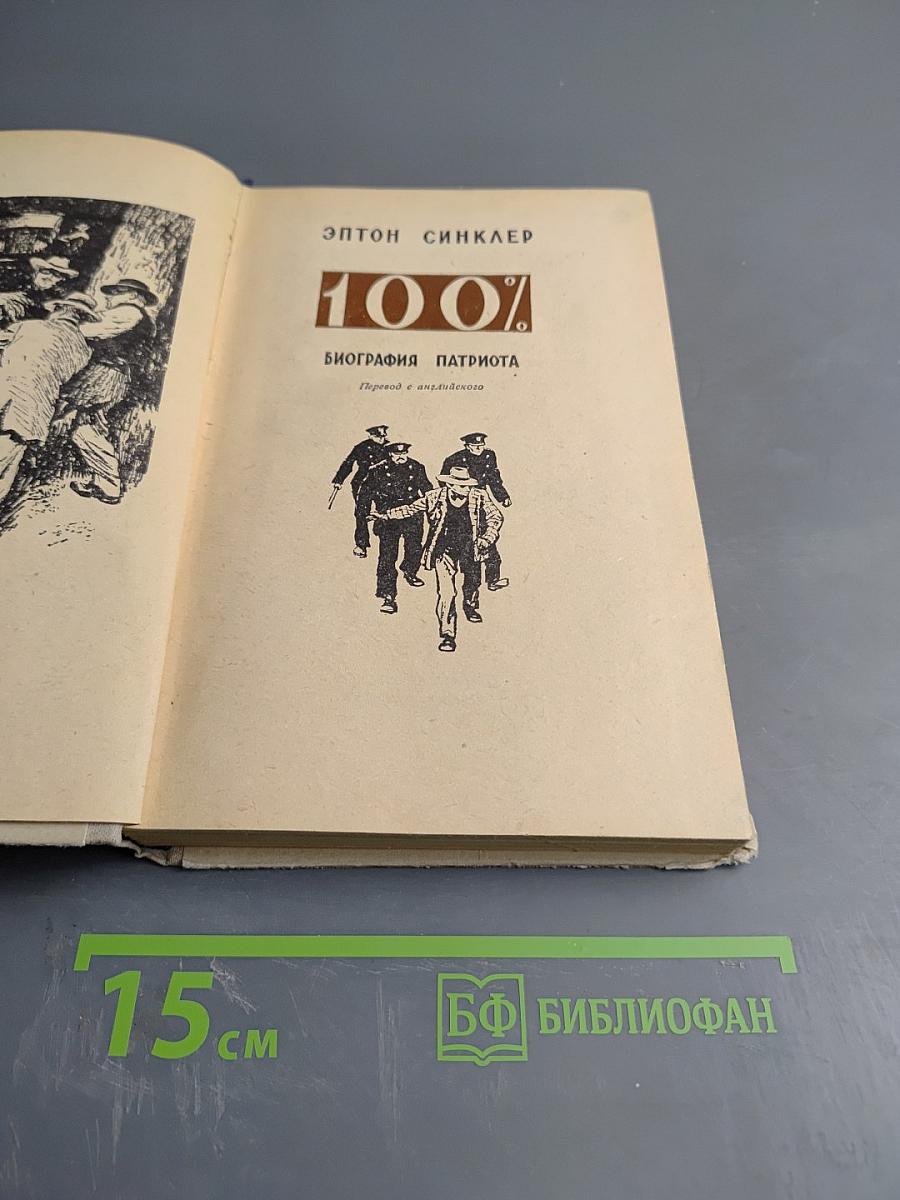 ЭПТОН СИНКЛЕР
100%
БИОГРАФИЯ ПАТРИОТА
Перевод с английского
15 см
БФ БИБЛИОФАН